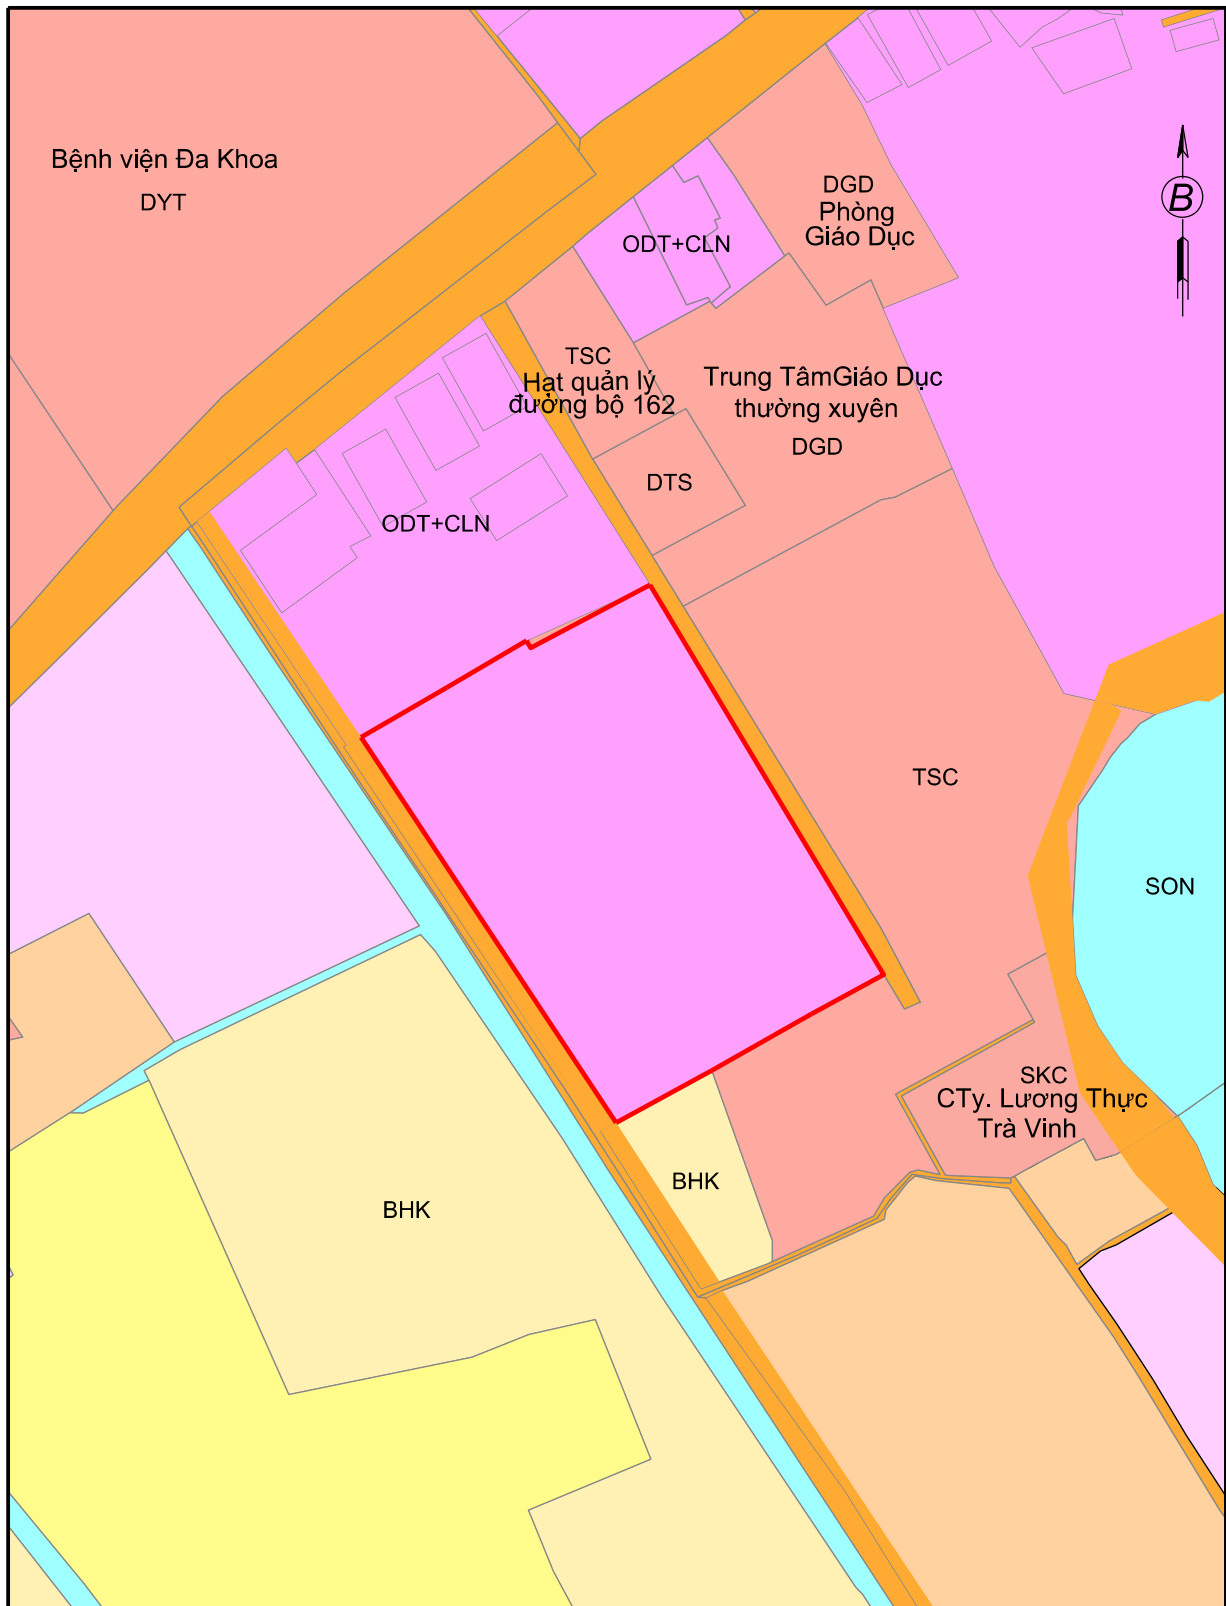 Bệnh viện Đa Khoa
DYT
B
DGD
Phòng
Giáo Dục
ODT+CLN
TSC
Hạt quản lý
đường bộ 162
Trung TâmGiáo Dục
thường xuyên
DGD
DTS
ODT+CLN
TSC
SON
SKC
CTy. Lương Thực
Trà Vinh
BHK
BHK